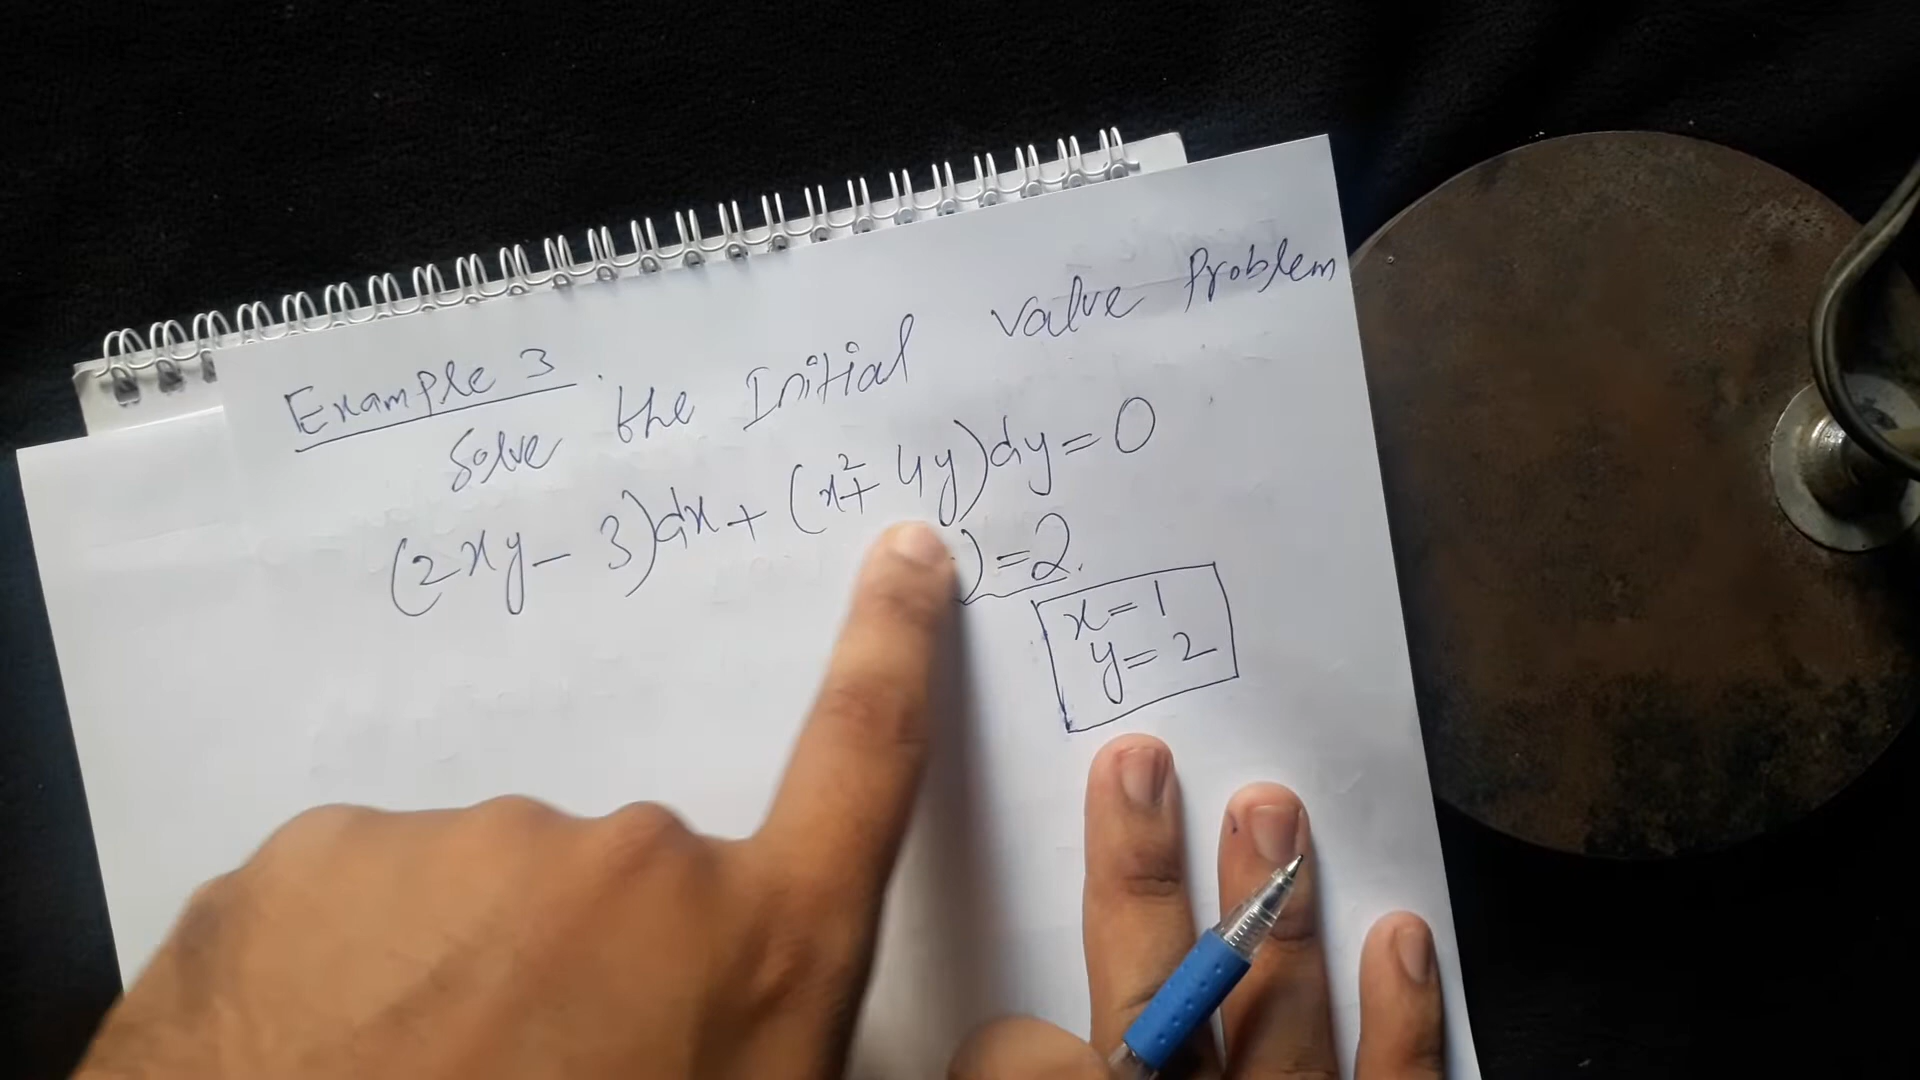 Example 3.
Solve the Initial Value Problem
(2xy - 3)dx + (x² + 4y)dy = 0
) = 2.
x = 1
y = 2